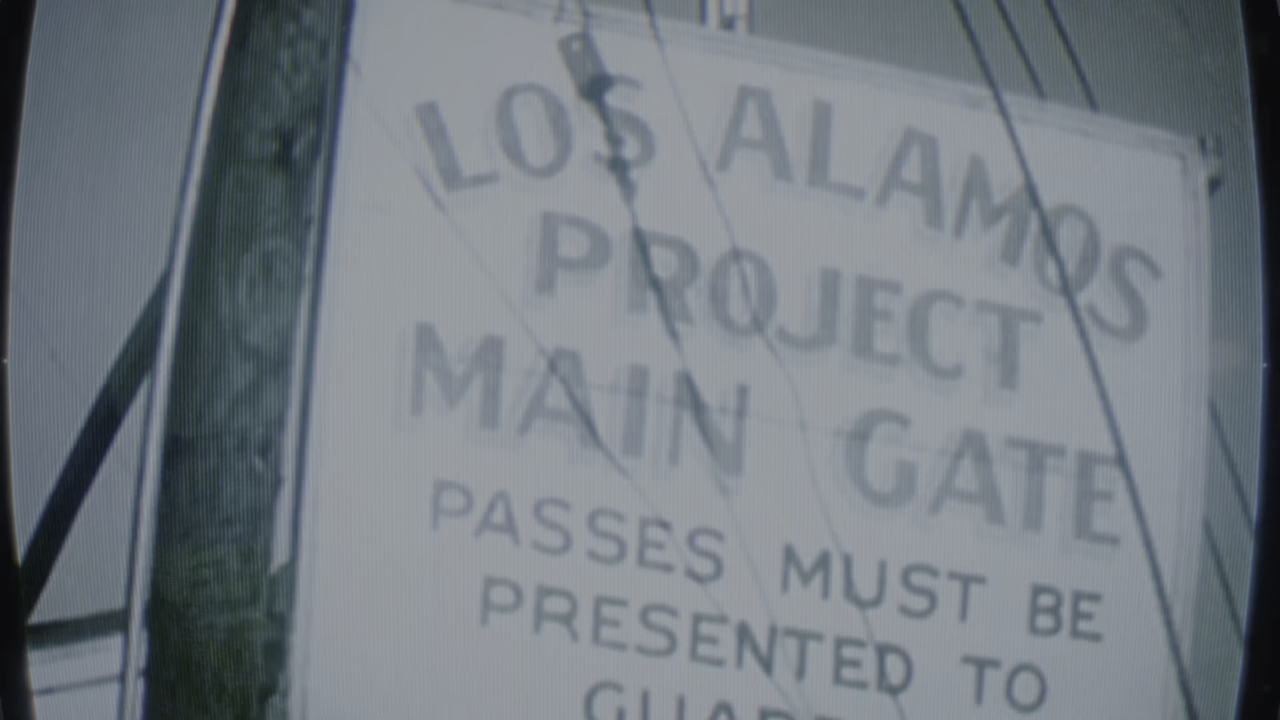 LOS ALAMOS
PROJECT
MAIN GATE
PASSES MUST BE
PRESENTED TO